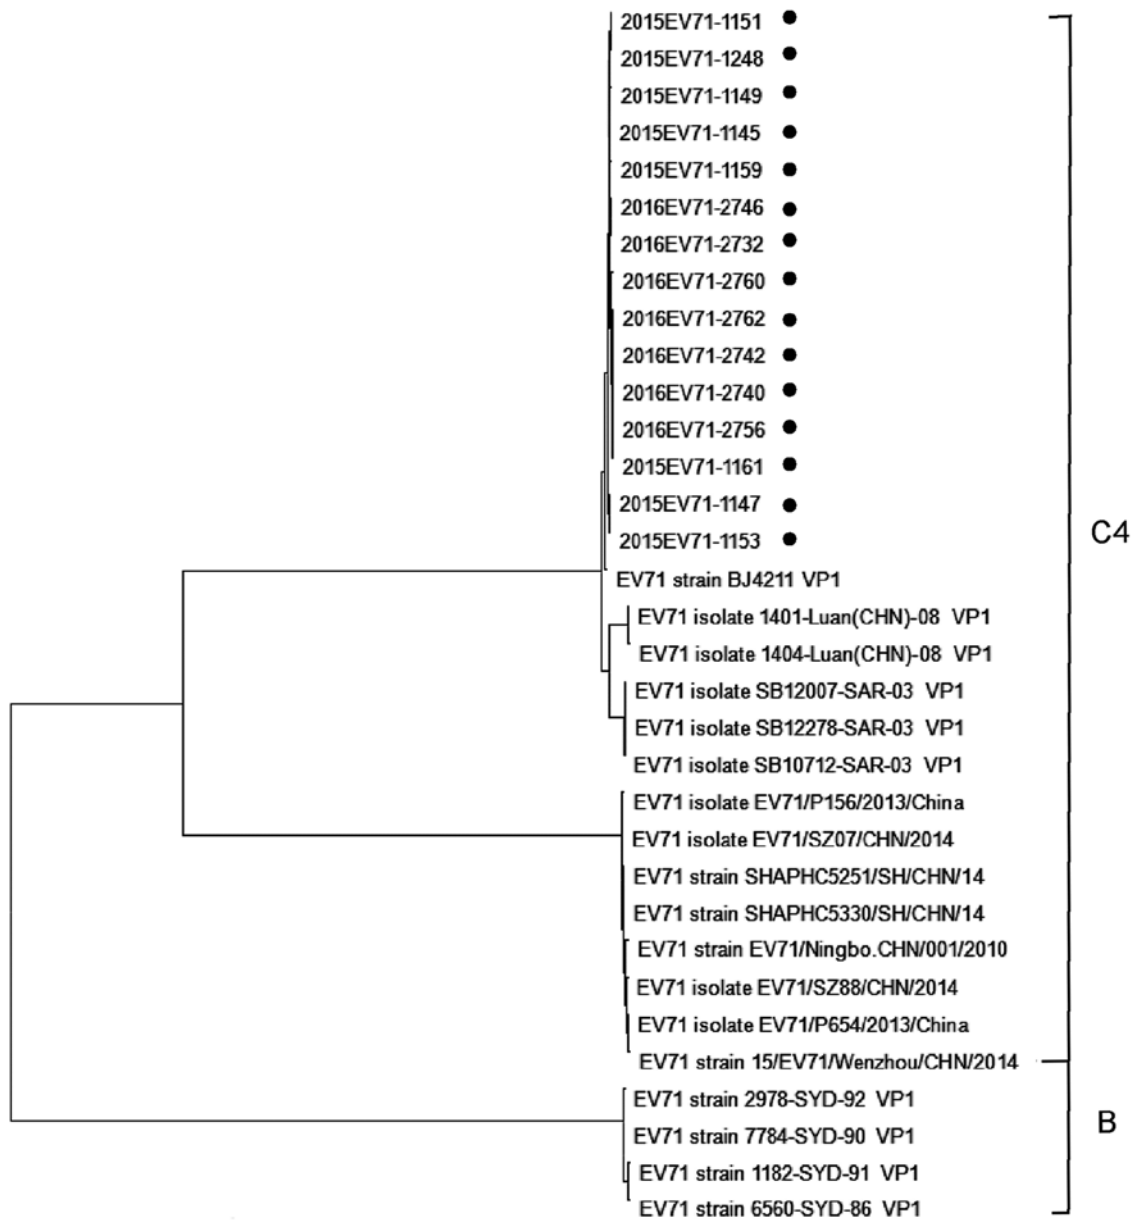 2015EV71-1151
2015EV71-1248
2015EV71-1149
2015EV71-1145
2015EV71-1159
2016EV71-2746
2016EV71-2732
2016EV71-2760
2016EV71-2762
2016EV71-2742
2016EV71-2740
2016EV71-2756
2015EV71-1161
2015EV71-1147
2015EV71-1153
C4
EV71 strain BJ4211 VP1
EV71 isolate 1401-Luan(CHN)-08 VP1
EV71 isolate 1404-Luan(CHN)-08 VP1
EV71 isolate SB12007-SAR-03 VP1
EV71 isolate SB12278-SAR-03 VP1
EV71 isolate SB10712-SAR-03 VP1
EV71 isolate EV71/P156/2013/China
EV71 isolate EV71/SZ07/CHN/2014
EV71 strain SHAPHC5251/SH/CHN/14
EV71 strain SHAPHC5330/SH/CHN/14
EV71 strain EV71/Ningbo.CHN/001/2010
EV71 isolate EV71/SZ88/CHN/2014
EV71 isolate EV71/P654/2013/China
EV71 strain 15/EV71/Wenzhou/CHN/2014
EV71 strain 2978-SYD-92 VP1
B
EV71 strain 7784-SYD-90 VP1
EV71 strain 1182-SYD-91 VP1
EV71 strain 6560-SYD-86 VP1